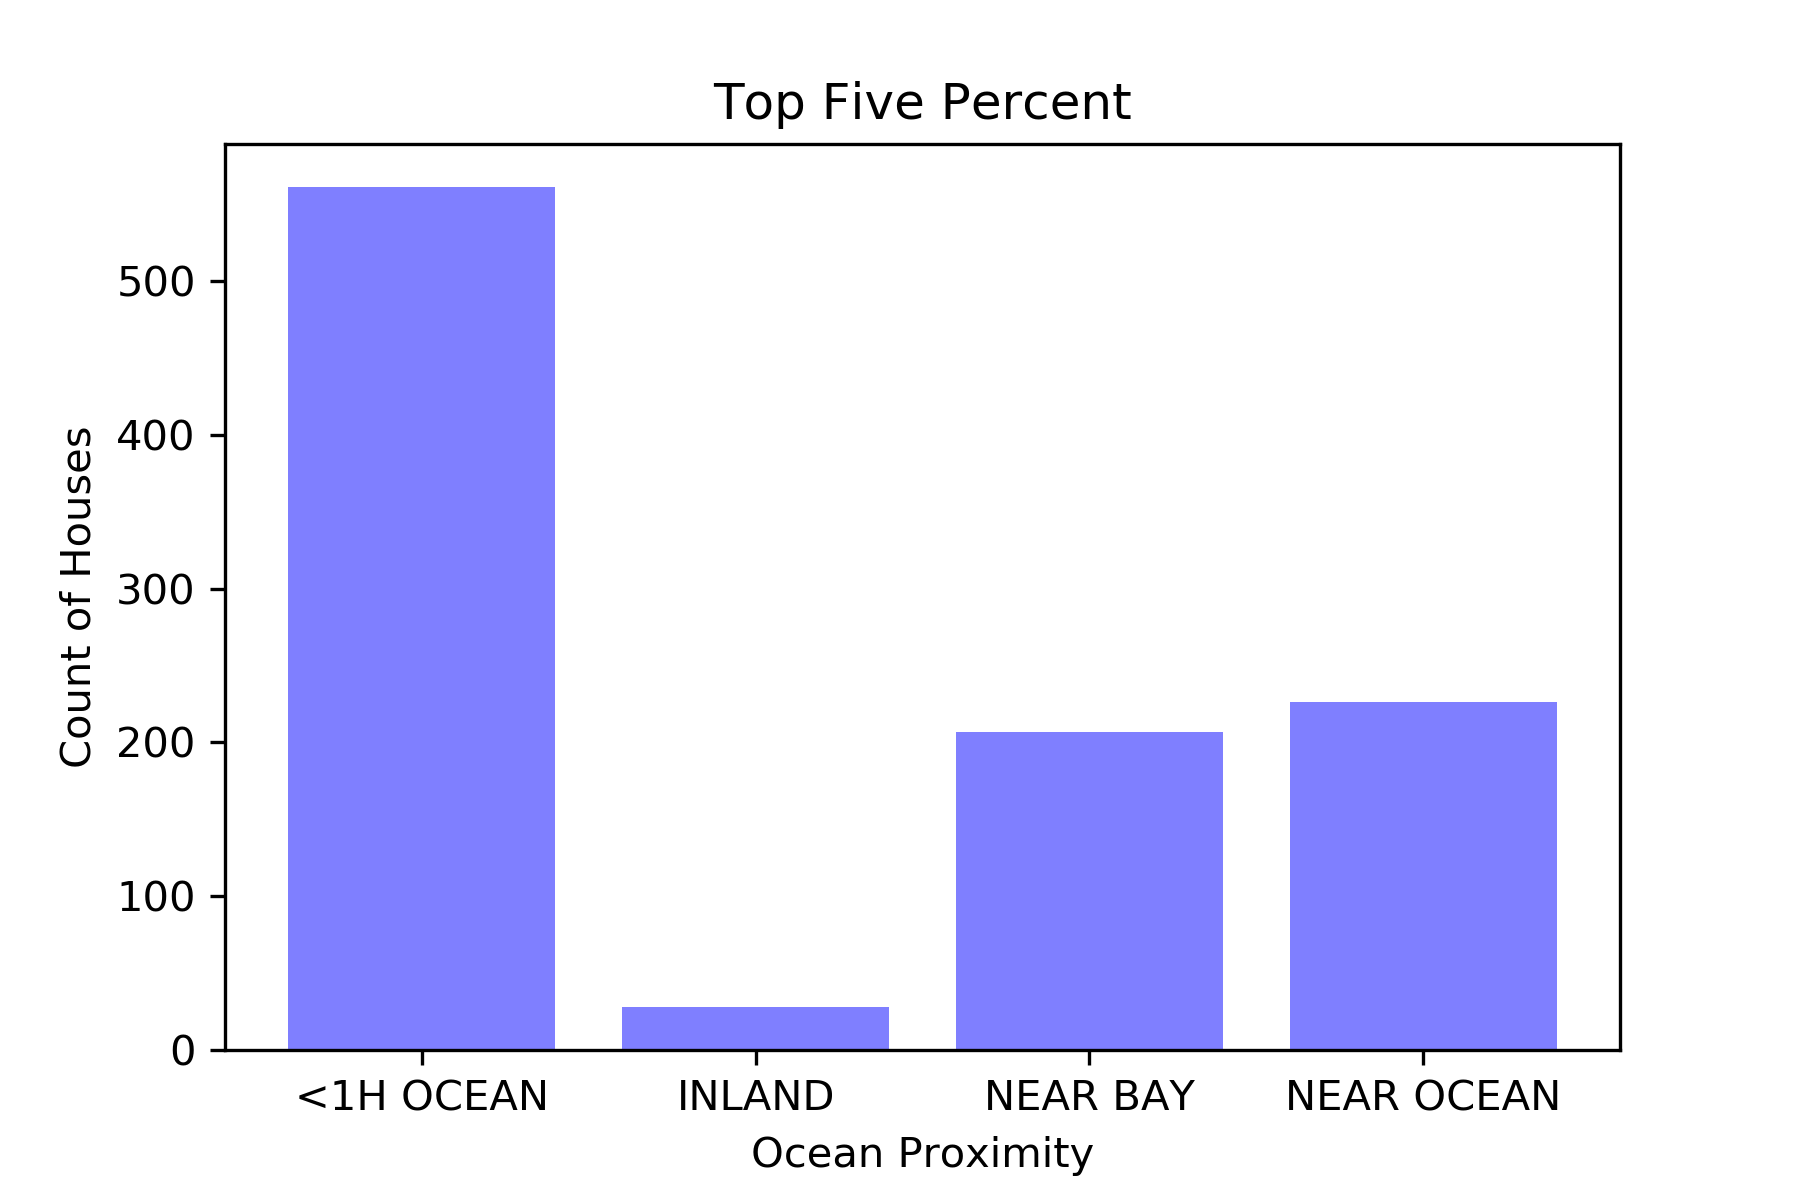 Top Five Percent
500
400
300
200
100
0
Count of Houses
<1H OCEAN INLAND NEAR BAY NEAR OCEAN
Ocean Proximity